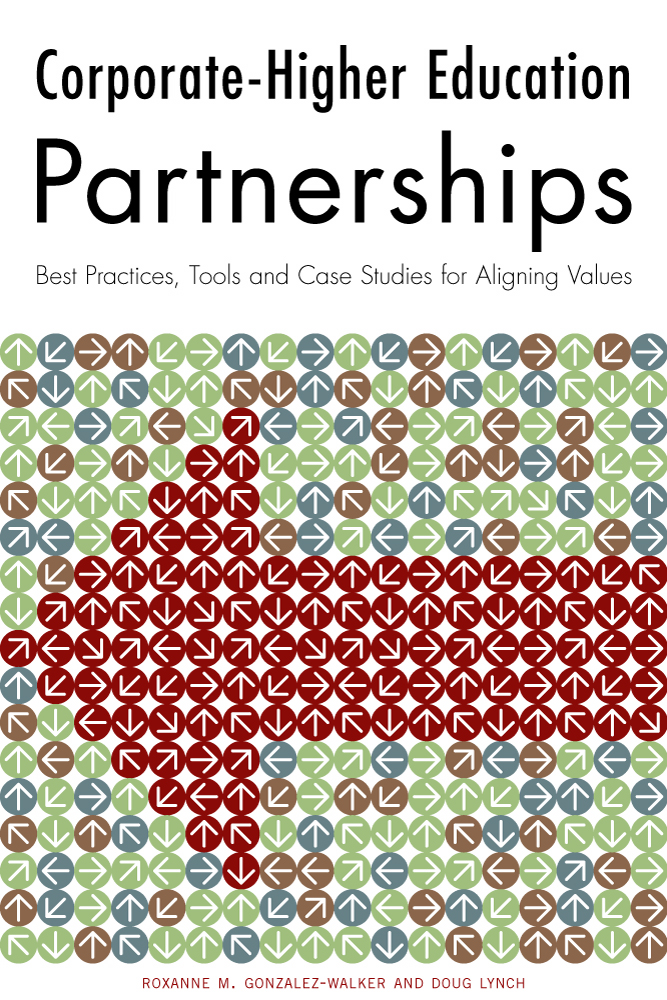 Corporate-Higher Education
Partnerships
Best Practices, Tools and Case Studies for Aligning Values
ROXANNE M. GONZALEZ-WALKER AND DOUG LYNCH